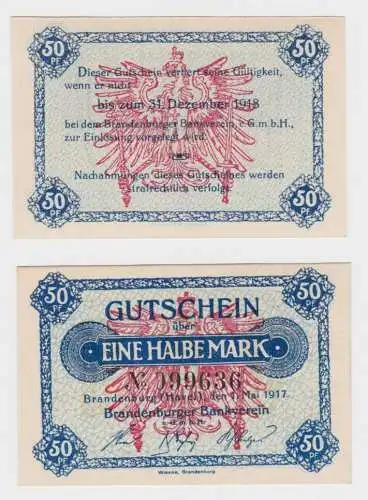 50 PF 50 PF
Dieser Gutschein verliert seine Gültigkeit,
wenn er nicht
bis zum 31. Dezember 1918
bei dem Brandenburger Bankverein, e.G.m.b.H.,
zur Einlösung vorgelegt wird.
Nachahmungen dieses Gutscheines werden
strafrechtlich verfolgt.
50 PF 50 PF
50 PF 50 PF
GUTSCHEIN
über
EINE HALBE MARK
No 099636
Brandenburg (Havel), den 1. Mai 1917.
Brandenburger Bankverein
e.G.m.b.H.
50 PF 50 PF
Wiesike, Brandenburg